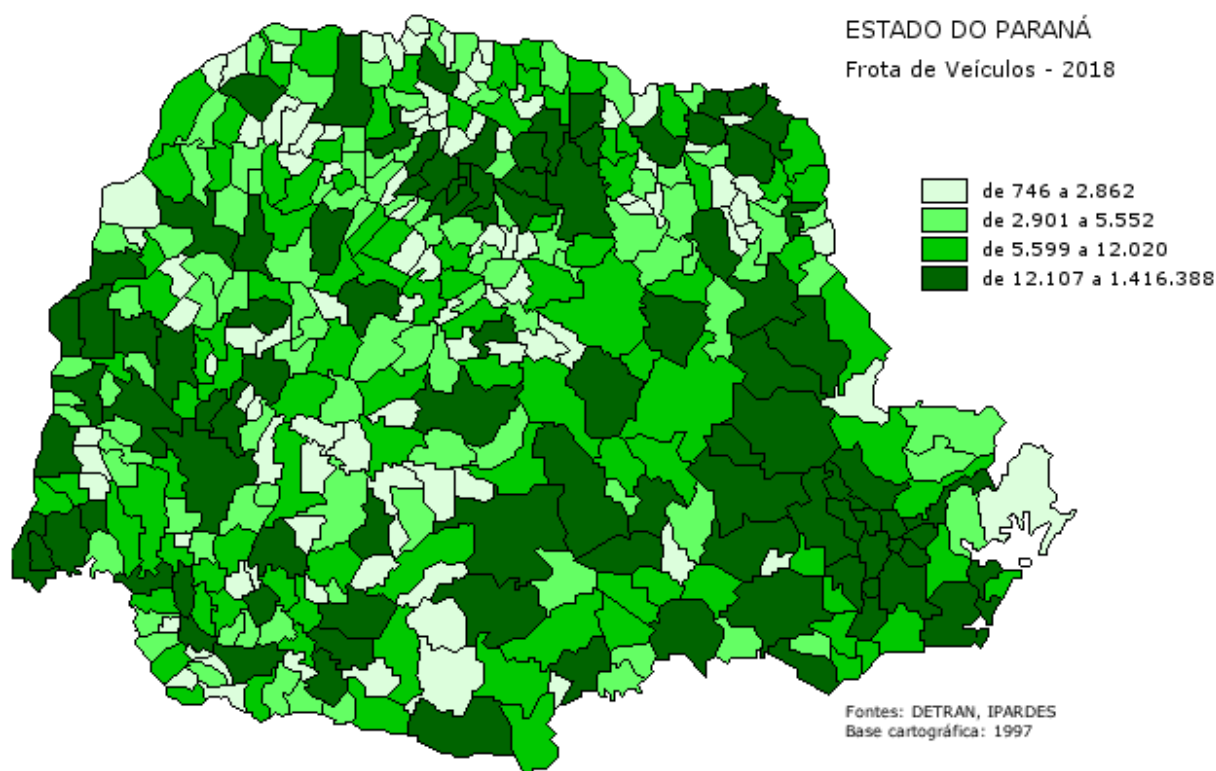 ESTADO DO PARANÁ
Frota de Veículos - 2018
de 746 a 2.862
de 2.901 a 5.552
de 5.599 a 12.020
de 12.107 a 1.416.388
Fontes: DETRAN, IPARDES
Base cartográfica: 1997